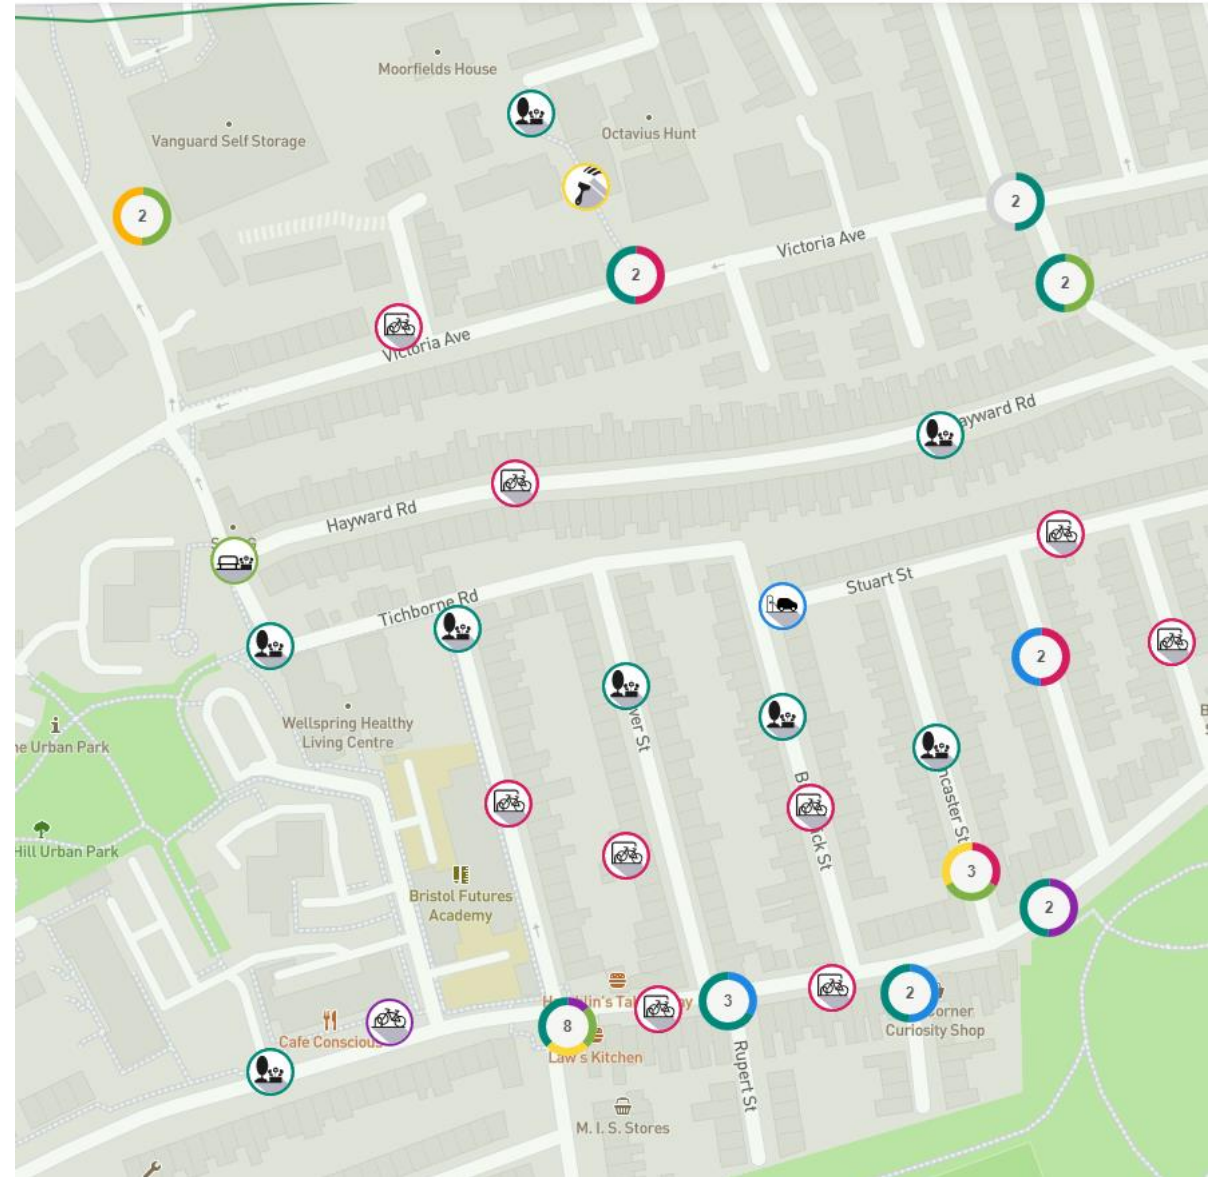 Moorfields House
Vanguard Self Storage
Octavius Hunt
2
2
Victoria Ave
2
2
Victoria Ave
Hayward Rd
Stuart St
Tichborne Rd
2
Wellspring Healthy
Living Centre
Urban Park
Hill Urban Park
3
Bristol Futures
Academy
2
2
3
Cafe Conscious
8
Corner
Curiosity Shop
Law's Kitchen
Rupert St
M. I. S. Stores